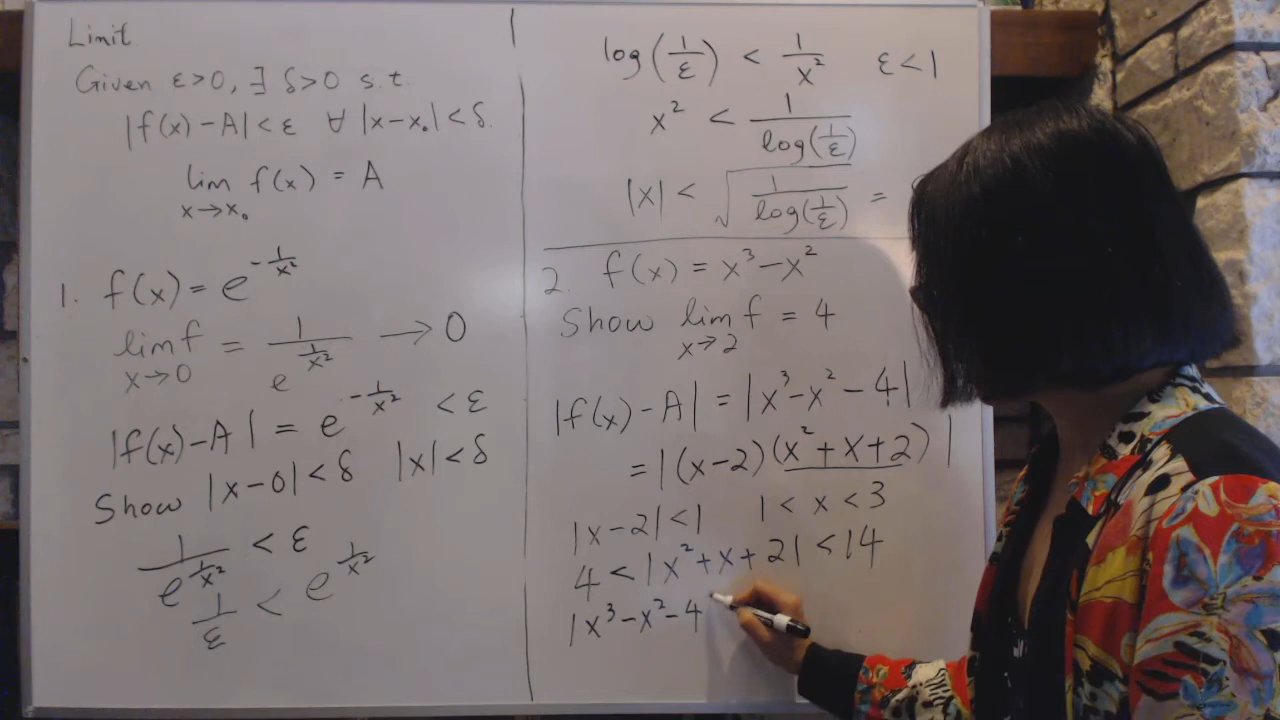 Limit
Given ε>0, ∃ δ>0 s.t.
|f(x)-A|<ε ∀ |x-x₀|<δ.
lim f(x) = A
x→x₀
1. f(x) = e^{-1/x²}
lim f = 1/e^{1/x²} → 0
x→0
|f(x)-A| = e^{-1/x²} < ε
Show |x-0|<δ |x|<δ
1/e^{1/x²} < ε
1/ε < e^{1/x²}
log(1/ε) < 1/x² ε<1
x² < 1/log(1/ε)
|x| < √(1/log(1/ε)) =
2. f(x) = x³-x²
Show lim f = 4
x→2
|f(x)-A| = |x³-x²-4|
= |(x-2)(x²+x+2)|
|x-2|<1 1<x<3
4<|x²+x+2|<14
|x³-x²-4